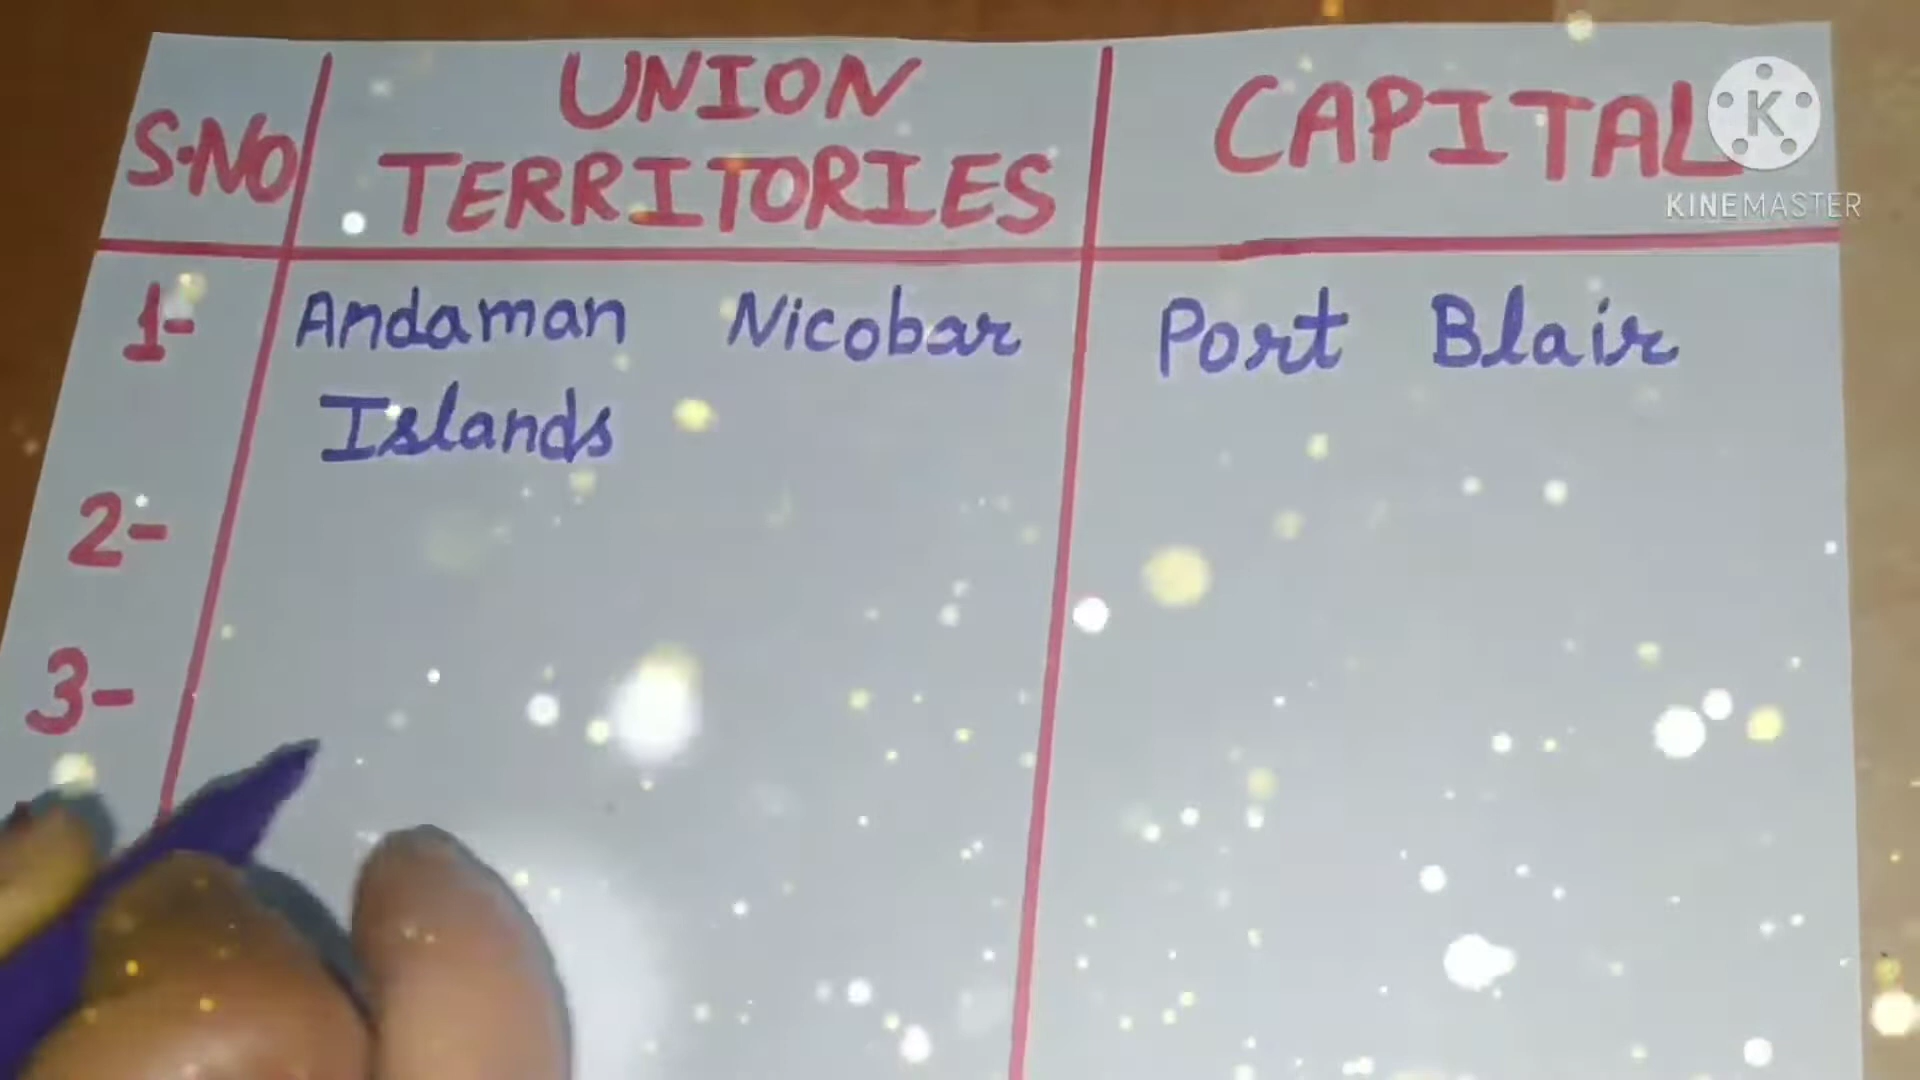 S.NO
UNION
TERRITORIES
CAPITAL
K
KINEMASTER
1-
Andaman Nicobar
Islands
Port Blair
2-
3-